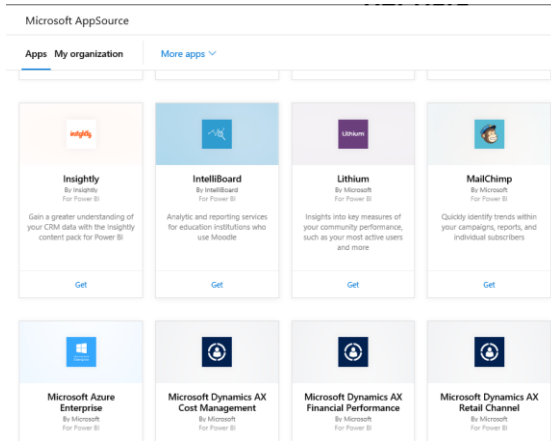 Microsoft AppSource
Apps My organization More apps
insightly Lithium
Insightly IntelliBoard Lithium MailChimp
By Insightly By IntelliBoard By Microsoft By Microsoft
For Power BI For Power BI For Power BI For Power BI
Gain a greater understanding of Analytic and reporting services Insights into key measures of Quickly identify trends within
your CRM data with the Insightly for education institutions who your community performance, your campaigns, reports, and
content pack for Power BI use Moodle such as your most active users individual subscribers
and more
Get Get Get Get
Microsoft Azure Microsoft Dynamics AX Microsoft Dynamics AX Microsoft Dynamics AX
Enterprise Cost Management Financial Performance Retail Channel
By Microsoft By Microsoft By Microsoft By Microsoft
For Power BI For Power BI For Power BI For Power BI